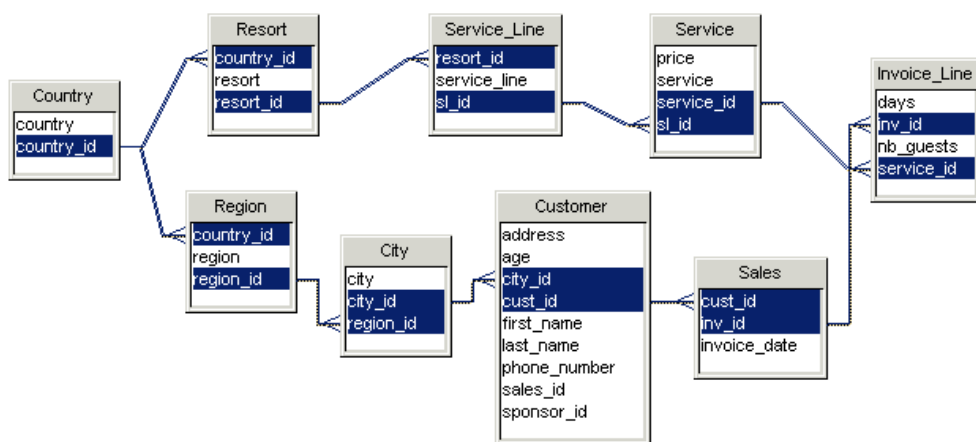 Country
country
country_id
Resort
country_id
resort
resort_id
Service_Line
resort_id
service_line
sl_id
Service
price
service
service_id
sl_id
Invoice_Line
days
inv_id
nb_guests
service_id
Region
country_id
region
region_id
City
city
city_id
region_id
Customer
address
age
city_id
cust_id
first_name
last_name
phone_number
sales_id
sponsor_id
Sales
cust_id
inv_id
invoice_date